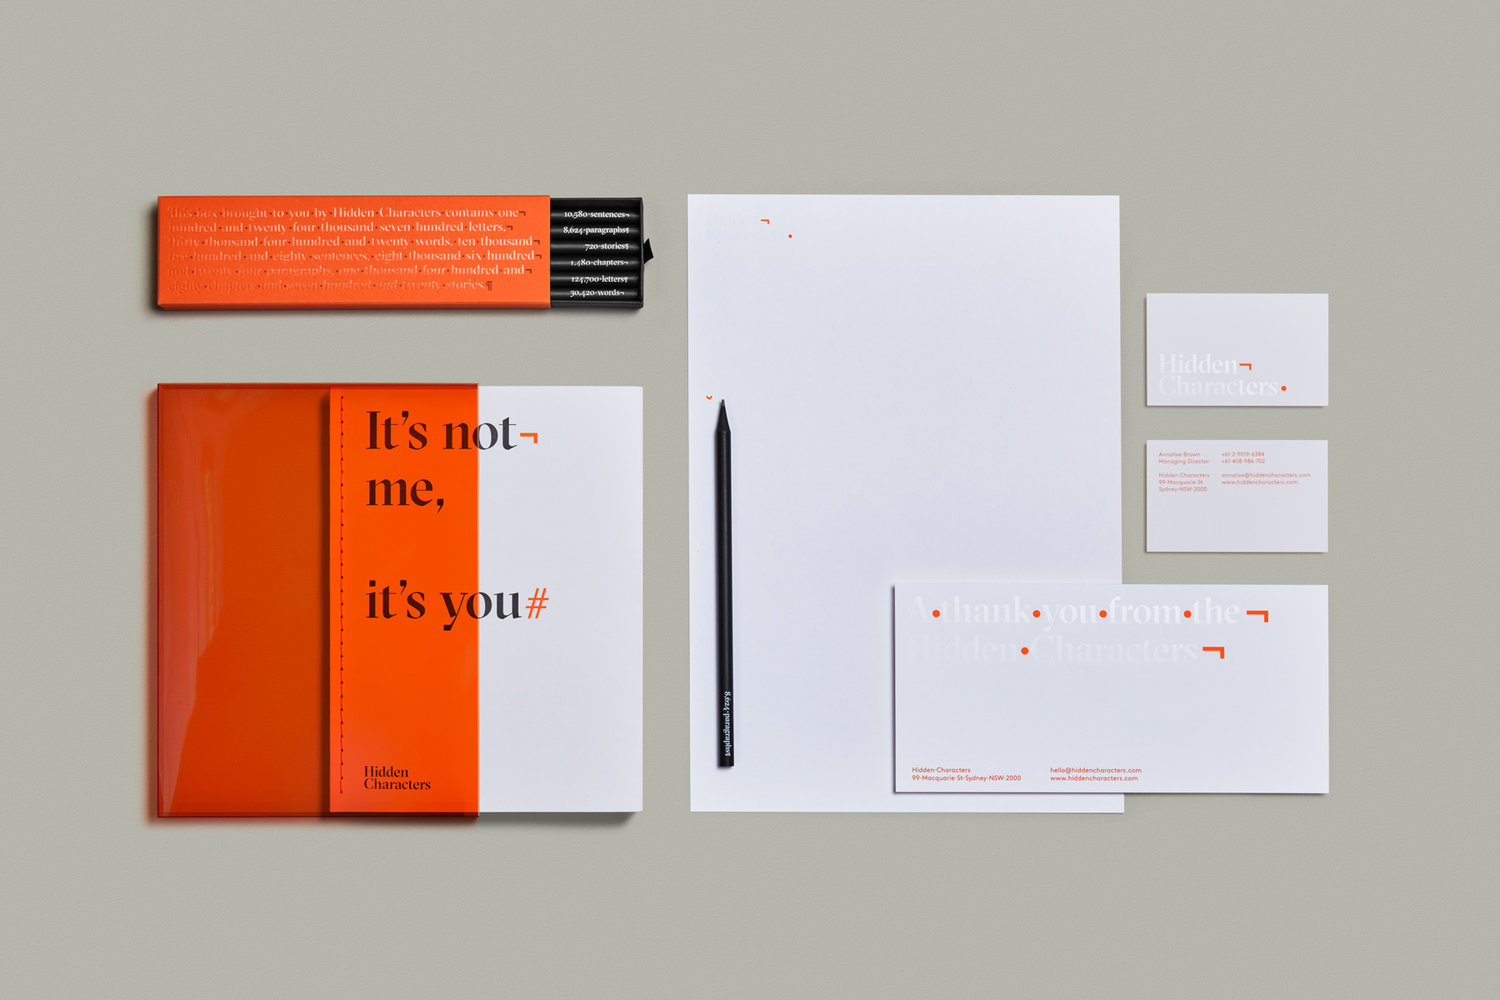 This·box·brought·to·you·by·Hidden·Characters·contains·one¬
hundred·and·twenty·four·thousand·seven·hundred·letters,¬
thirty·thousand·four·hundred·and·twenty·words,·ten·thousand¬
five·hundred·and·eighty·sentences,·eight·thousand·six·hundred¬
and·twenty·four·paragraphs,·one·thousand·four·hundred·and¬
eighty·chapters·and·seven·hundred·and·twenty·stories.¶
10,580·sentences¬
8,624·paragraphs¶
720·stories¶
1,480·chapters¬
124,700·letters¶
30,420·words¬
It's not¬
me,
it's you#
Hidden
Characters
Hidden¬
Characters.
8,624·paragraphs¶
Hidden¬
Characters.
Annalise·Brown
Managing·Director
Hidden·Characters
99·Macquarie·St
Sydney·NSW·2000
+61·2·9019·6384
+61·408·986·702
annalise@hiddencharacters.com
www.hiddencharacters.com
A·thank·you·from·the¬
Hidden·Characters¬
Hidden·Characters
99·Macquarie·St·Sydney·NSW·2000
hello@hiddencharacters.com
www.hiddencharacters.com